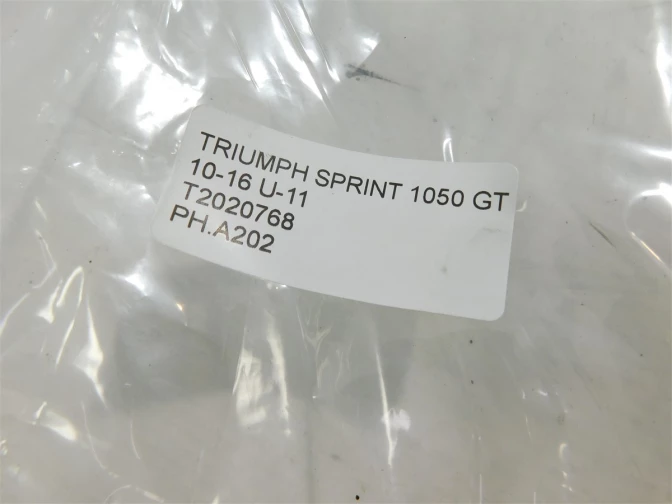 TRIUMPH SPRINT 1050 GT
10-16 U-11
T2020768
PH.A202